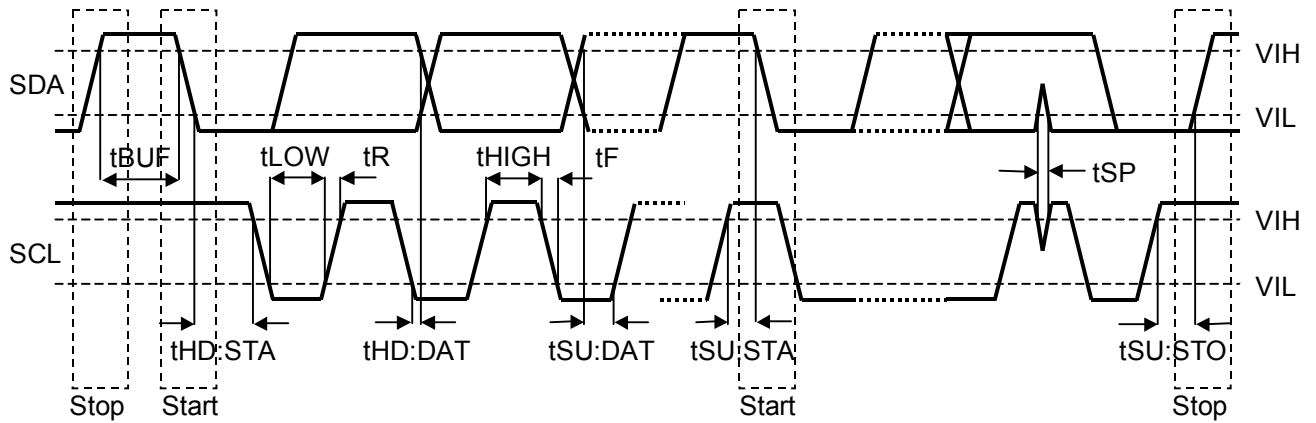 VIH
SDA
VIL
tBUF tLOW tR tHIGH tF tSP
VIH
SCL
VIL
tHD:STA tHD:DAT tSU:DAT tSU:STA tSU:STO
Stop Start Start Stop